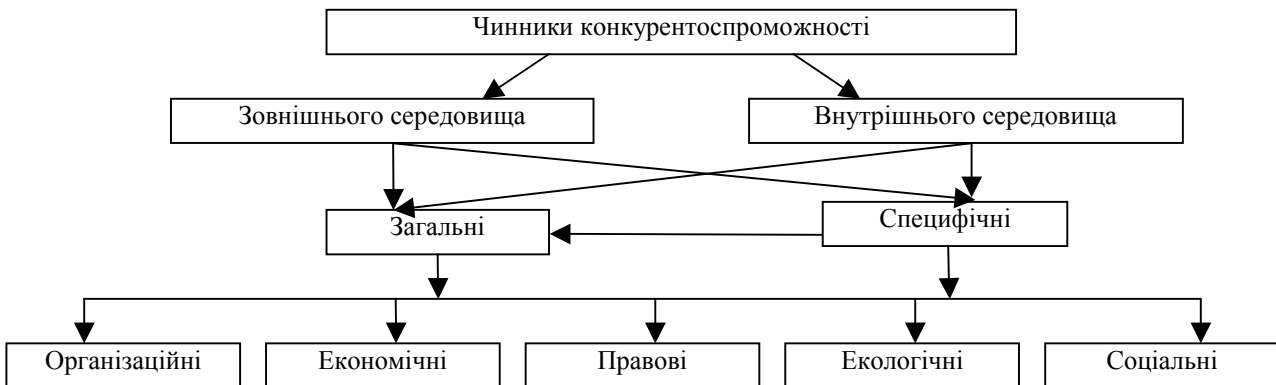 Чинники конкурентоспроможності
Зовнішнього середовища
Внутрішнього середовища
Загальні
Специфічні
Організаційні
Економічні
Правові
Екологічні
Соціальні